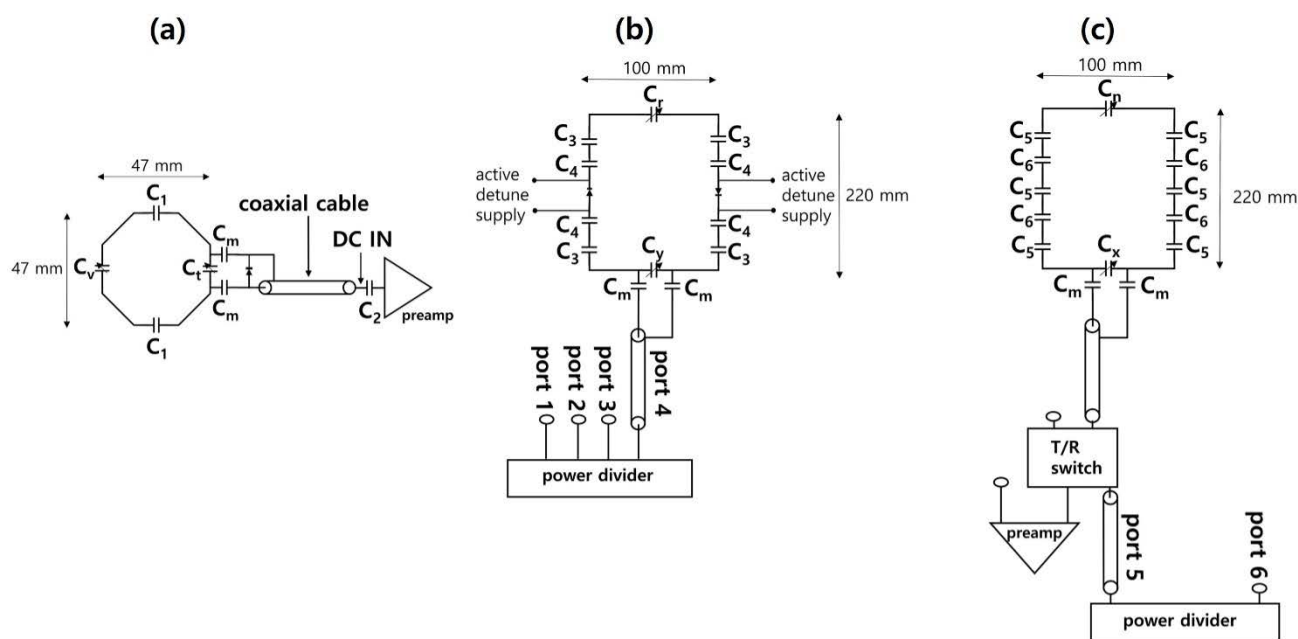 (a)
47 mm
C1
Cm
coaxial cable
DC IN
47 mm
Cv
Ct
Cm
C2
preamp
C1
(b)
100 mm
Cr
C3
C3
C4
C4
active
detune
supply
active
detune
supply
220 mm
C4
C4
C3
C3
Cy
Cm
Cm
port 1
port 2
port 3
port 4
power divider
(c)
100 mm
Cn
C5
C5
C6
C6
C5
C5
220 mm
C6
C6
C5
C5
Cx
Cm
Cm
T/R
switch
preamp
port 5
port 6
power divider